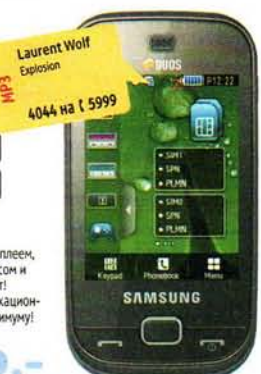 MP3
Laurent Wolf
Explosion
4044 на t 5999
DUOS
12:22
SIM1
SPN
PLMN
SIM2
SPN
PLMN
Keypad
Phonebook
Menu
SAMSUNG
плеем,
сом и
т!
кацион-
имуму!